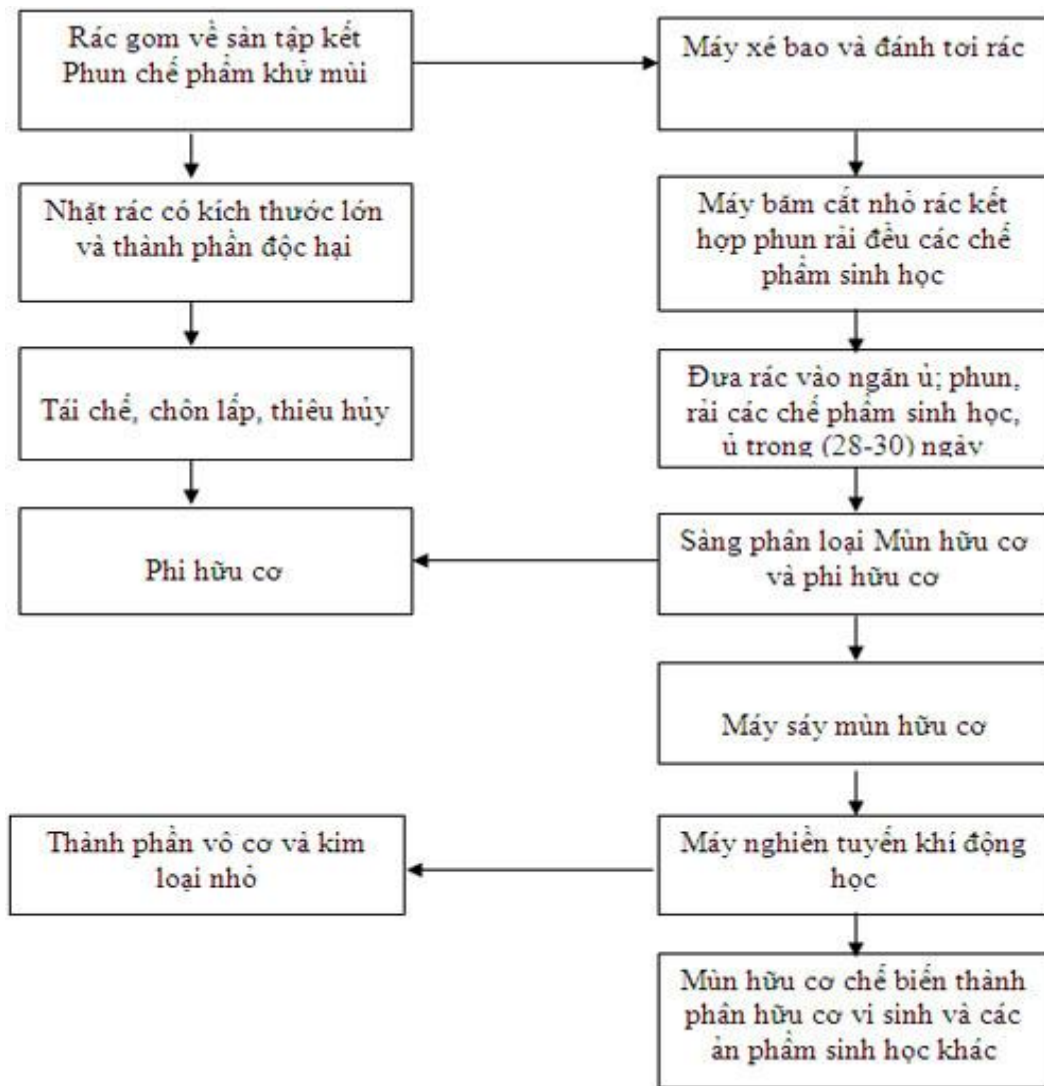 Rác gom về sàn tập kết
Phun chế phẩm khử mùi
Máy xé bao và đánh tơi rác
Nhặt rác có kích thước lớn
và thành phần độc hại
Máy băm cắt nhỏ rác kết
hợp phun rải đều các chế
phẩm sinh học
Tái chế, chôn lấp, thiêu hủy
Đưa rác vào ngăn ủ; phun,
rải các chế phẩm sinh học,
ủ trong (28-30) ngày
Phi hữu cơ
Sàng phân loại Mùn hữu cơ
và phi hữu cơ
Máy sáy mùn hữu cơ
Thành phần vô cơ và kim
loại nhỏ
Máy nghiền tuyến khí động
học
Mùn hữu cơ chế biến thành
phân hữu cơ vi sinh và các
ản phẩm sinh học khác